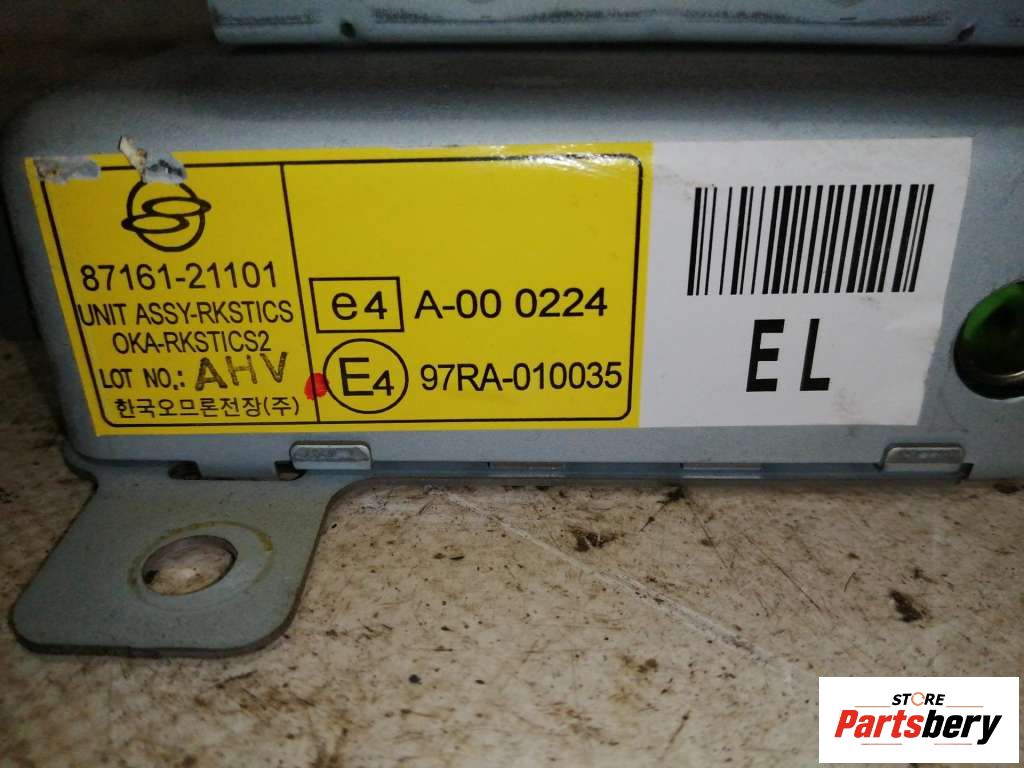 87161-21101
UNIT ASSY-RKSTICS
OKA-RKSTICS2
LOT NO.: AHV
한국오므론전장(주)
e4 A-00 0224
E4 97RA-010035
EL
STORE
Partsbery